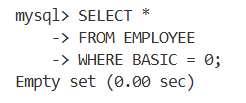 mysql> SELECT *
    -> FROM EMPLOYEE
    -> WHERE BASIC = 0;
Empty set (0.00 sec)